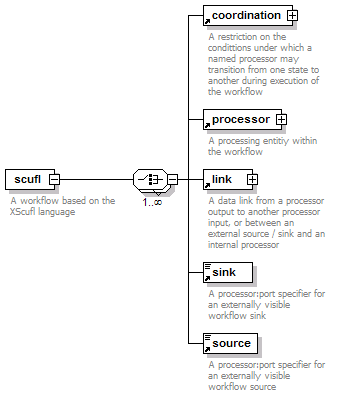 coordination
A restriction on the
condittions under which a
named processor may
transition from one state to
another during execution of
the workflow
processor
A processing entitiy within
the workflow
scufl
A workflow based on the
XScufl language
1..∞
link
A data link from a processor
output to another processor
input, or between an
external source / sink and an
internal processor
sink
A processor:port specifier for
an externally visible
workflow sink
source
A processor:port specifier for
an externally visible
workflow source